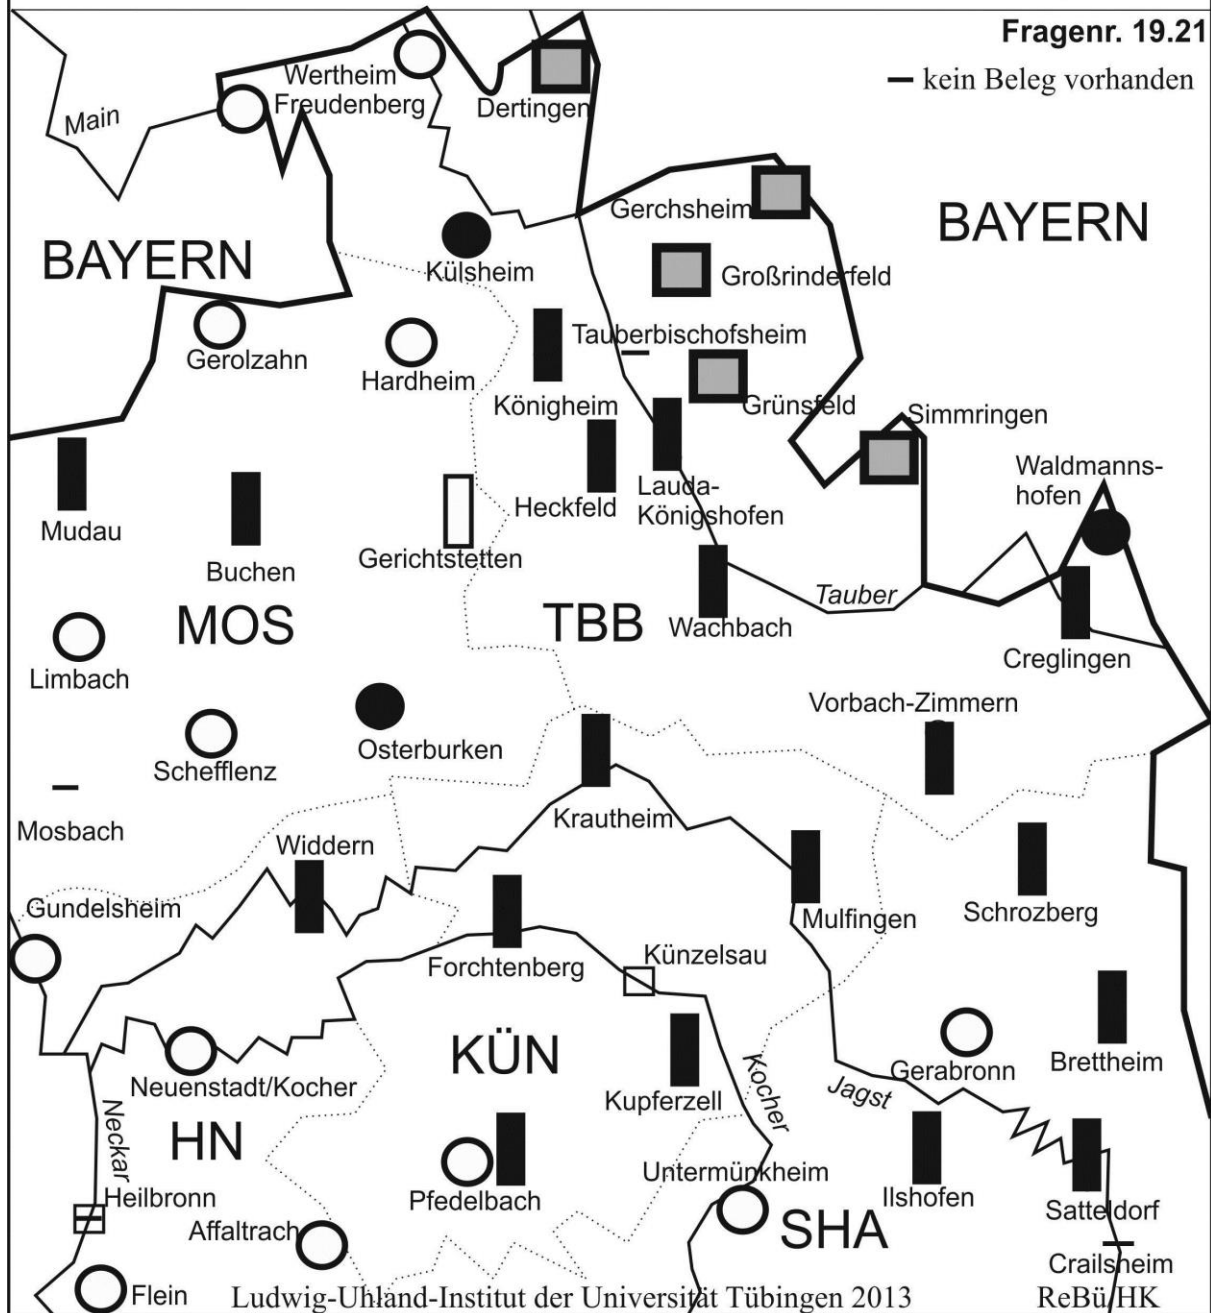 Fragenr. 19.21
kein Beleg vorhanden
Wertheim
Freudenberg
Dertingen
Main
Gerchsheim
BAYERN
BAYERN
Külsheim
Großrinderfeld
Tauberbischofsheim
Gerolzahn
Hardheim
Königheim
Grünsfeld
Simmringen
Waldmanns-
hofen
Lauda-
Königshofen
Heckfeld
Mudau
Buchen
Gerichtstetten
MOS
TBB
Tauber
Wachbach
Creglingen
Limbach
Vorbach-Zimmern
Osterburken
Schefflenz
Mosbach
Krautheim
Widdern
Gundelsheim
Mulfingen
Schrozberg
Forchtenberg
Künzelsau
KÜN
Neuenstadt/Kocher
Kupferzell
Kocher
Jagst
Gerabronn
Brettheim
Neckar
HN
Heilbronn
Pfedelbach
Untermünkheim
Ilshofen
Satteldorf
Affaltrach
SHA
Crailsheim
Flein
Ludwig-Uhland-Institut der Universität Tübingen 2013
ReBü/HK